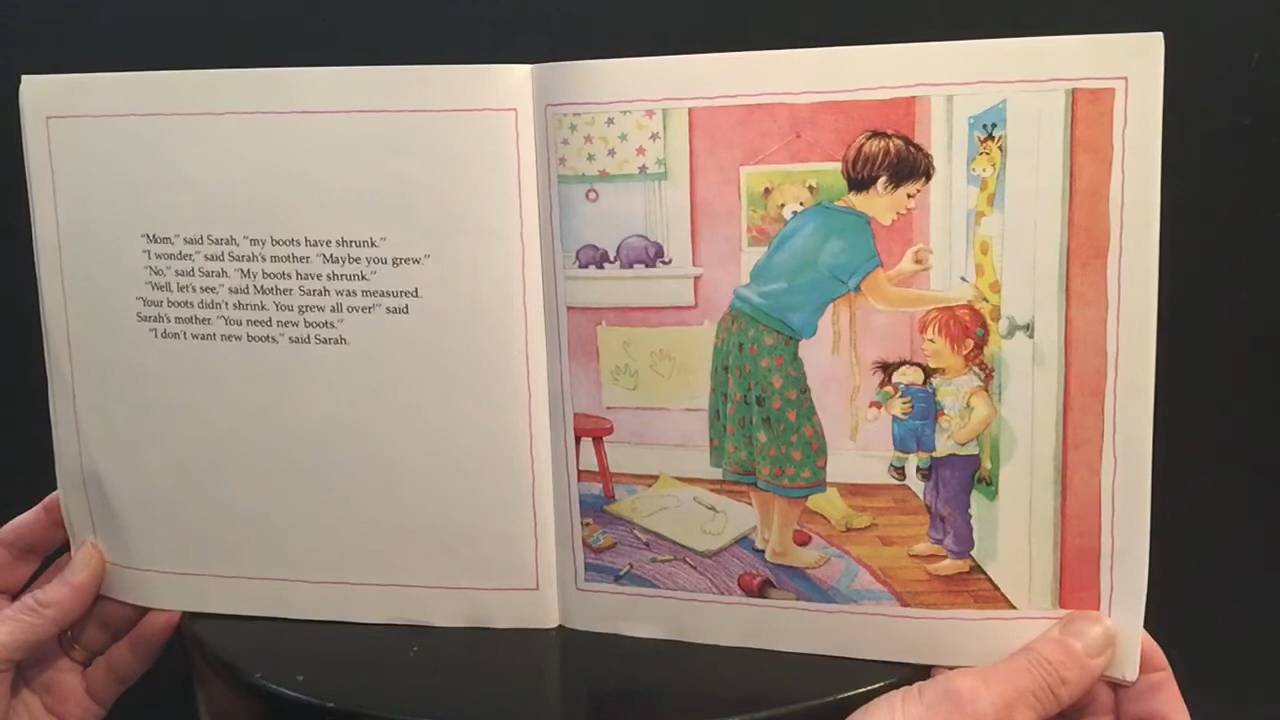 "Mom," said Sarah, "my boots have shrunk."
"I wonder," said Sarah's mother. "Maybe you grew."
"No," said Sarah. "My boots have shrunk."
"Well, let's see," said Mother. Sarah was measured.
"Your boots didn't shrink. You grew all over!" said
Sarah's mother. "You need new boots."
"I don't want new boots," said Sarah.